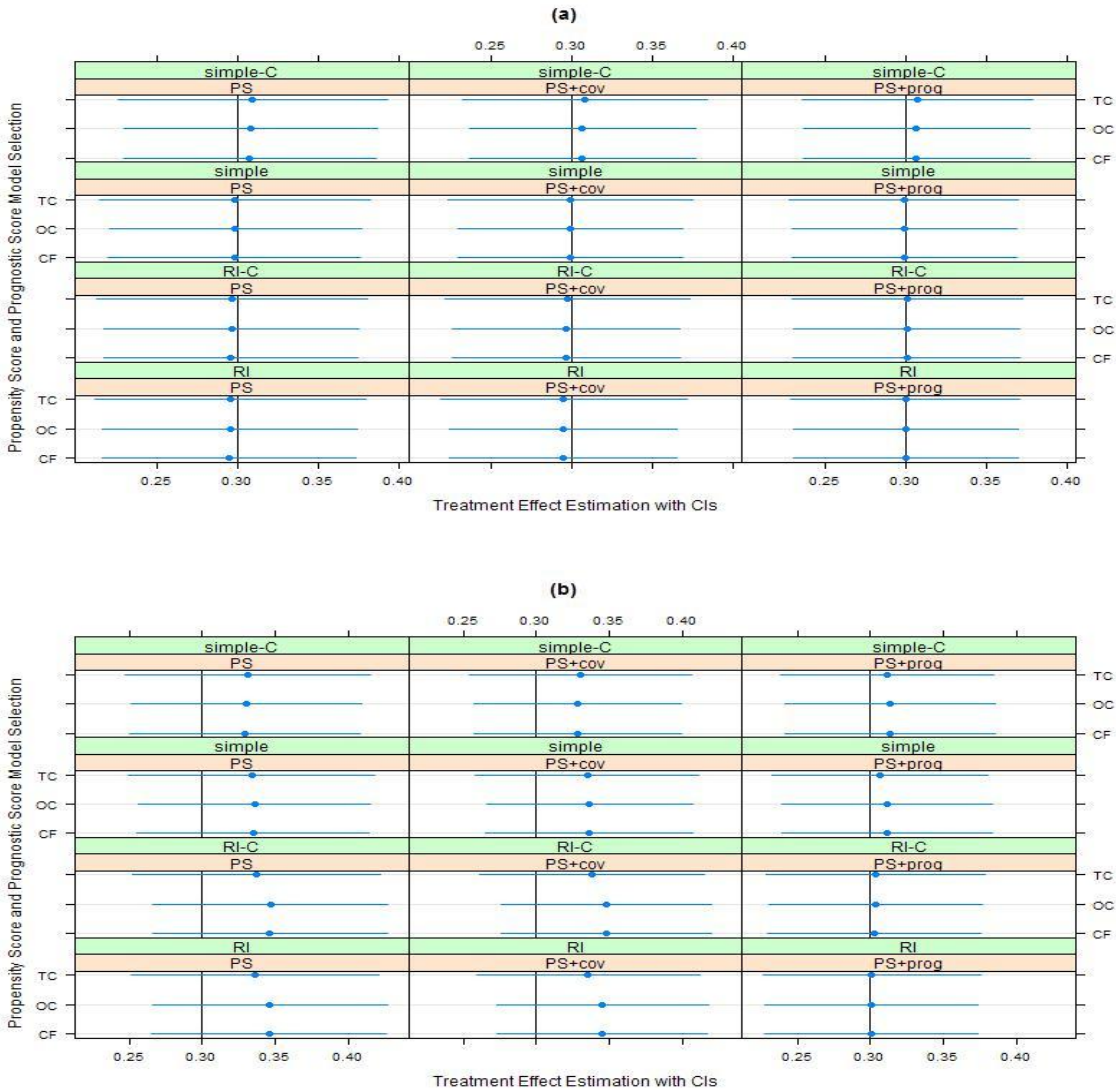 (a)
0.25 0.30 0.35 0.40
simple-C simple-C simple-C
PS PS+cov PS+prog
TC
OC
CF
simple simple simple
PS PS+cov PS+prog
TC
OC
CF
RI-C RI-C RI-C
PS PS+cov PS+prog
TC
OC
CF
RI RI RI
PS PS+cov PS+prog
TC
OC
CF
0.25 0.30 0.35 0.40 0.25 0.30 0.35 0.40
Propensity Score and Prognostic Score Model Selection
Treatment Effect Estimation with CIs
(b)
0.25 0.30 0.35 0.40
simple-C simple-C simple-C
PS PS+cov PS+prog
TC
OC
CF
simple simple simple
PS PS+cov PS+prog
TC
OC
CF
RI-C RI-C RI-C
PS PS+cov PS+prog
TC
OC
CF
RI RI RI
PS PS+cov PS+prog
TC
OC
CF
0.25 0.30 0.35 0.40 0.25 0.30 0.35 0.40
Propensity Score and Prognostic Score Model Selection
Treatment Effect Estimation with CIs